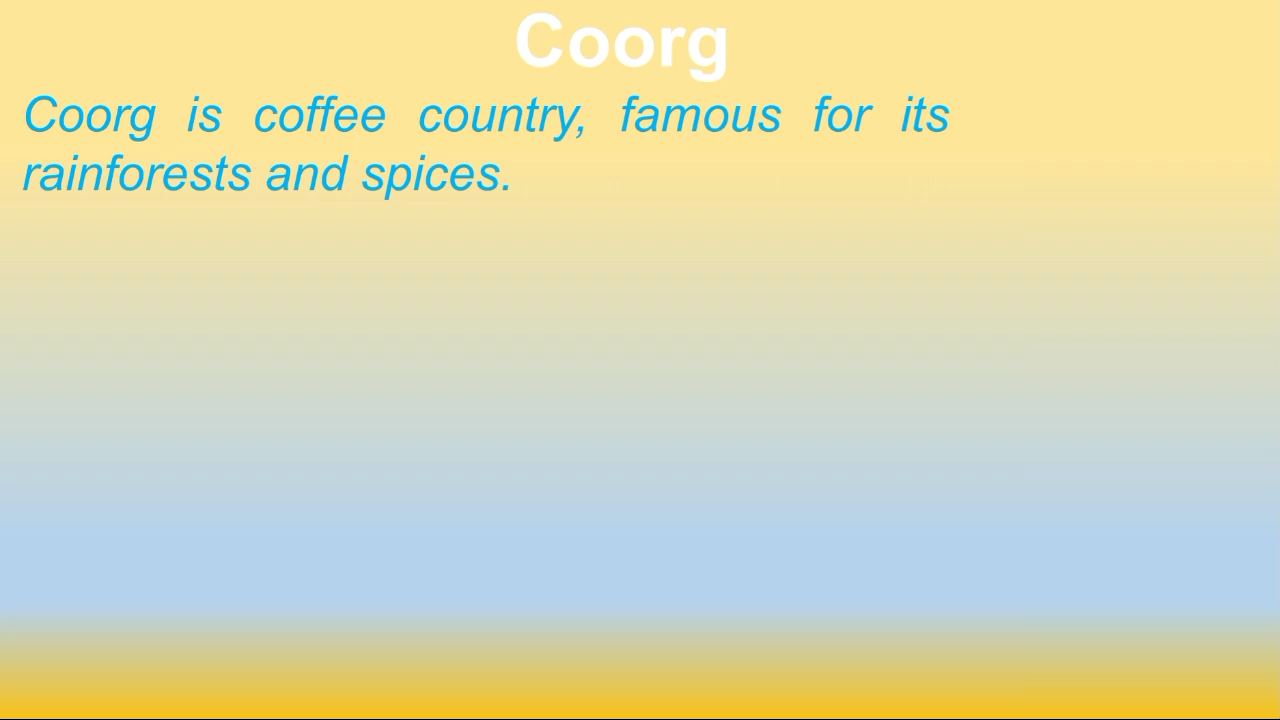 Coorg
Coorg is coffee country, famous for its
rainforests and spices.